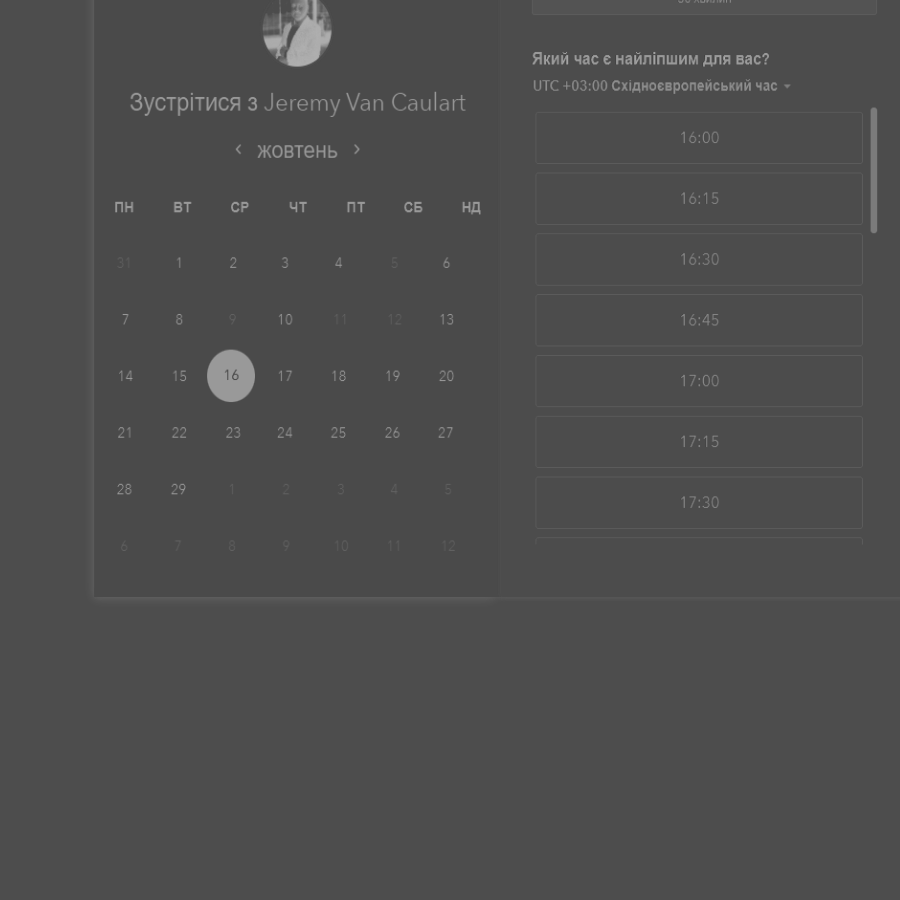 Зустрітися з Jeremy Van Caulart
‹ жовтень ›
ПН ВТ СР ЧТ ПТ СБ НД
31 1 2 3 4 5 6
7 8 9 10 11 12 13
14 15 16 17 18 19 20
21 22 23 24 25 26 27
28 29 1 2 3 4 5
6 7 8 9 10 11 12
Який час є найліпшим для вас?
UTC +03:00 Східноєвропейський час
16:00
16:15
16:30
16:45
17:00
17:15
17:30